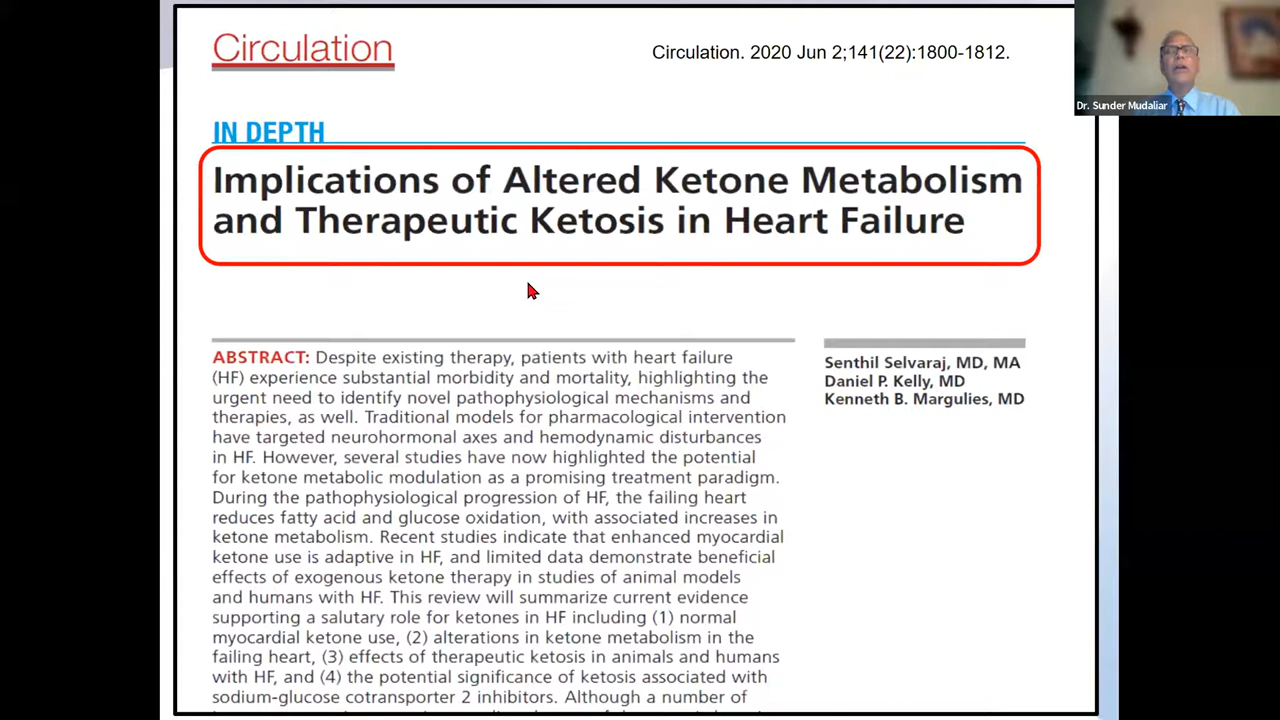 Circulation
Circulation. 2020 Jun 2;141(22):1800-1812.
Dr. Sunder Mudaliar
IN DEPTH
Implications of Altered Ketone Metabolism
and Therapeutic Ketosis in Heart Failure
ABSTRACT: Despite existing therapy, patients with heart failure
(HF) experience substantial morbidity and mortality, highlighting the
urgent need to identify novel pathophysiological mechanisms and
therapies, as well. Traditional models for pharmacological intervention
have targeted neurohormonal axes and hemodynamic disturbances
in HF. However, several studies have now highlighted the potential
for ketone metabolic modulation as a promising treatment paradigm.
During the pathophysiological progression of HF, the failing heart
reduces fatty acid and glucose oxidation, with associated increases in
ketone metabolism. Recent studies indicate that enhanced myocardial
ketone use is adaptive in HF, and limited data demonstrate beneficial
effects of exogenous ketone therapy in studies of animal models
and humans with HF. This review will summarize current evidence
supporting a salutary role for ketones in HF including (1) normal
myocardial ketone use, (2) alterations in ketone metabolism in the
failing heart, (3) effects of therapeutic ketosis in animals and humans
with HF, and (4) the potential significance of ketosis associated with
sodium-glucose cotransporter 2 inhibitors. Although a number of
Senthil Selvaraj, MD, MA
Daniel P. Kelly, MD
Kenneth B. Margulies, MD